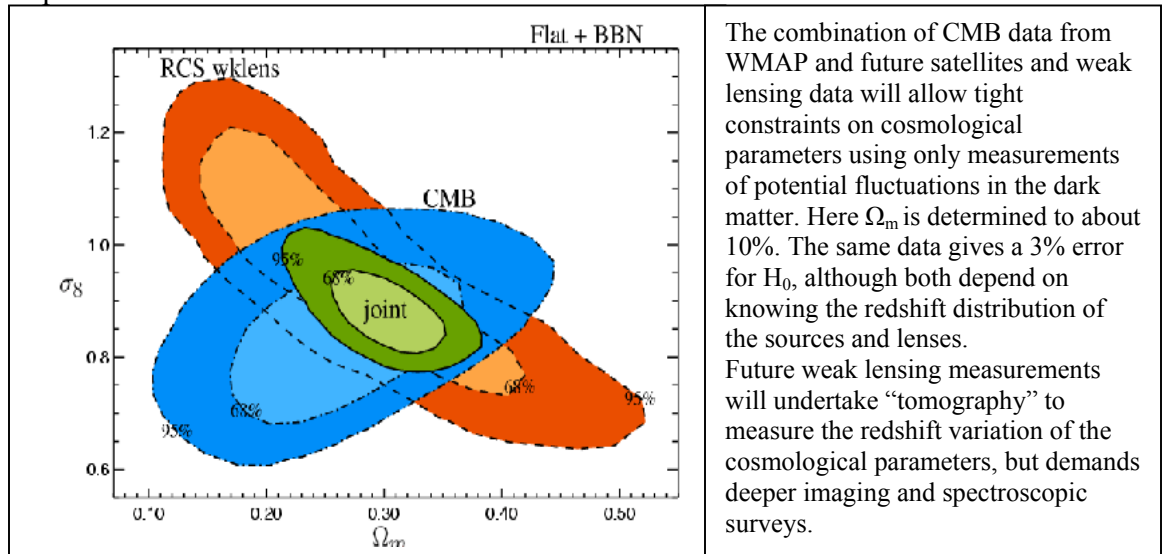 Flat + BBN
RCS wklens
CMB
95%
68%
joint
68%
95%
68%
95%
1.2
1.0
0.8
0.6
σ8
0.10
0.20
0.30
0.40
0.50
Ωm
The combination of CMB data from
WMAP and future satellites and weak
lensing data will allow tight
constraints on cosmological
parameters using only measurements
of potential fluctuations in the dark
matter. Here Ωm is determined to about
10%. The same data gives a 3% error
for H0, although both depend on
knowing the redshift distribution of
the sources and lenses.
Future weak lensing measurements
will undertake “tomography” to
measure the redshift variation of the
cosmological parameters, but demands
deeper imaging and spectroscopic
surveys.